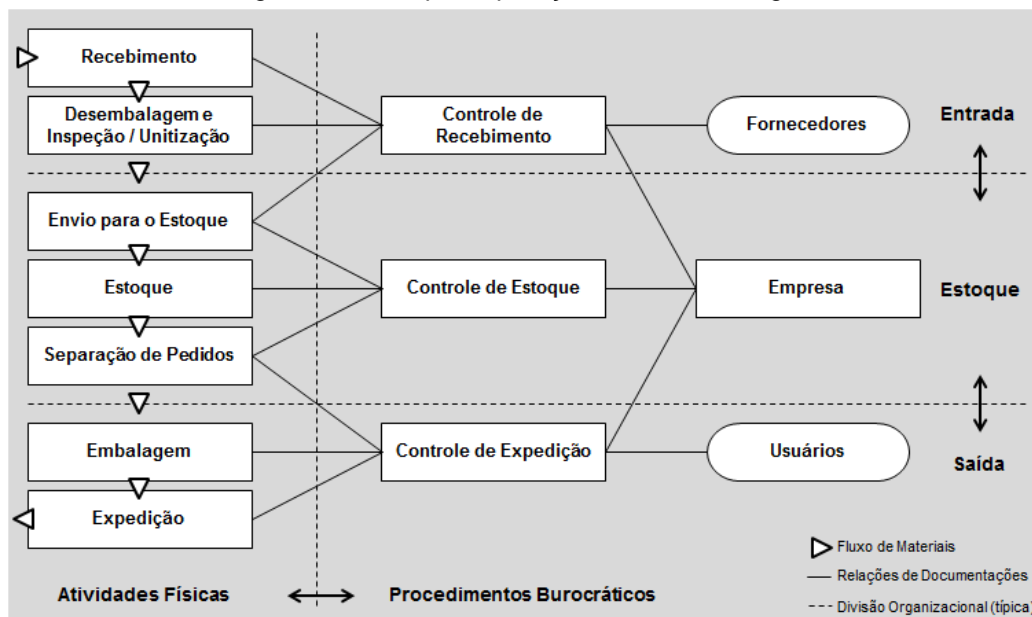 Recebimento
Desembalagem e
Inspeção / Unitização
Controle de
Recebimento
Fornecedores
Entrada
Envio para o Estoque
Estoque
Controle de Estoque
Empresa
Estoque
Separação de Pedidos
Embalagem
Controle de Expedição
Usuários
Saída
Expedição
Fluxo de Materiais
Relações de Documentações
Divisão Organizacional (típica)
Atividades Físicas
Procedimentos Burocráticos